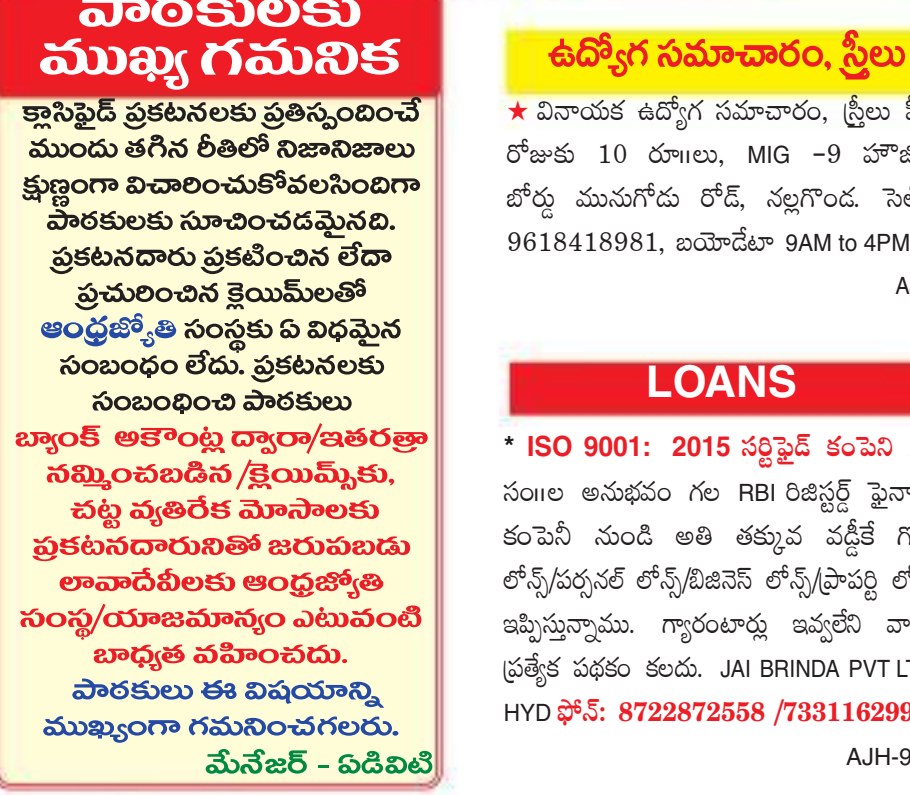 పాఠకులకు
ముఖ్య గమనిక
క్లాసిఫైడ్ ప్రకటనలకు ప్రతిస్పందించే
ముందు తగిన రీతిలో నిజానిజాలు
క్షుణ్ణంగా విచారించుకోవలసిందిగా
పాఠకులకు సూచించడమైనది.
ప్రకటనదారు ప్రకటించిన లేదా
ప్రచురించిన క్లెయిమ్‌లతో
ఆంధ్రజ్యోతి సంస్థకు ఏ విధమైన
సంబంధం లేదు. ప్రకటనలకు
సంబంధించి పాఠకులు
బ్యాంక్ అకౌంట్ల ద్వారా/ఇతరత్రా
నమ్మించబడిన /క్లెయిమ్స్‌కు,
చట్ట వ్యతిరేక మోసాలకు
ప్రకటనదారునితో జరుపబడు
లావాదేవీలకు ఆంధ్రజ్యోతి
సంస్థ/యాజమాన్యం ఎటువంటి
బాధ్యత వహించదు.
పాఠకులు ఈ విషయాన్ని
ముఖ్యంగా గమనించగలరు.
మేనేజర్ - ఏడివిటి
ఉద్యోగ సమాచారం, స్త్రీలు
★ వినాయక ఉద్యోగ సమాచారం, స్త్రీలు
రోజుకు 10 రూ॥లు, MIG -9
బోర్డు మునుగోడు రోడ్, నల్లగొండ.
9618418981, బయోడేటా 9AM to 4PM
LOANS
* ISO 9001: 2015 సర్టిఫైడ్ కంపెని
సం॥ల అనుభవం గల RBI రిజిస్టర్డ్
కంపెనీ నుండి అతి తక్కువ వడ్డీకే
లోన్స్/పర్సనల్ లోన్స్/బిజినెస్ లోన్స్/ప్రాపర్టి
ఇప్పిస్తున్నాము. గ్యారంటార్లు ఇవ్వలేని
ప్రత్యేక పథకం కలదు. JAI BRINDA PVT
HYD ఫోన్: 8722872558 /733116299
AJH-9